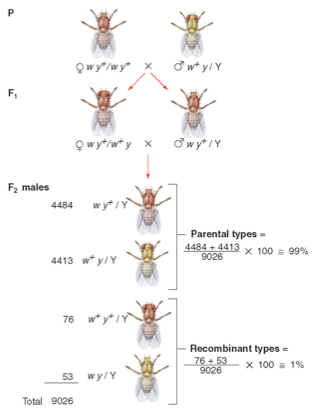 P
♀ w y⁺/w y⁺ × ♂ w⁺ y / Y
F₁
♀ w y⁺/w⁺ y × ♂ w y⁺ / Y
F₂ males
4484 w y⁺ / Y
Parental types =
4484 + 4413
9026
× 100 ≅ 99%
4413 w⁺ y / Y
76 w⁺ y⁺ / Y
Recombinant types =
76 + 53
9026
× 100 ≅ 1%
53 w y / Y
Total 9026